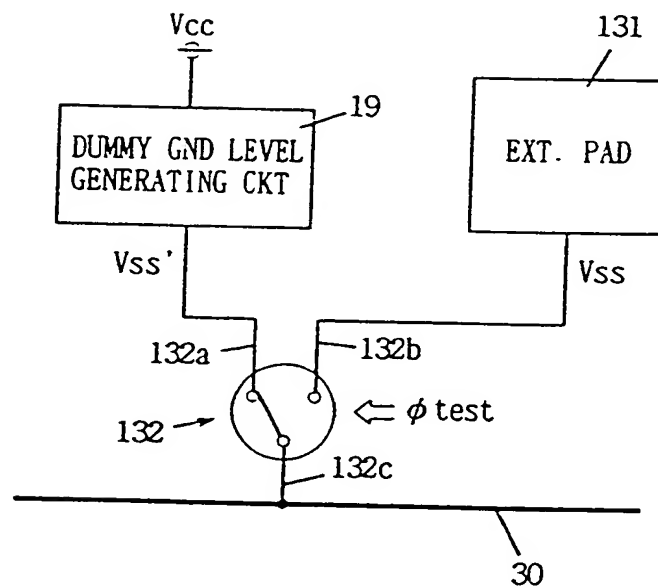 Vcc
131
19
DUMMY GND LEVEL
GENERATING CKT
EXT. PAD
Vss'
Vss
132a
132b
132
⇐ φ test
132c
30